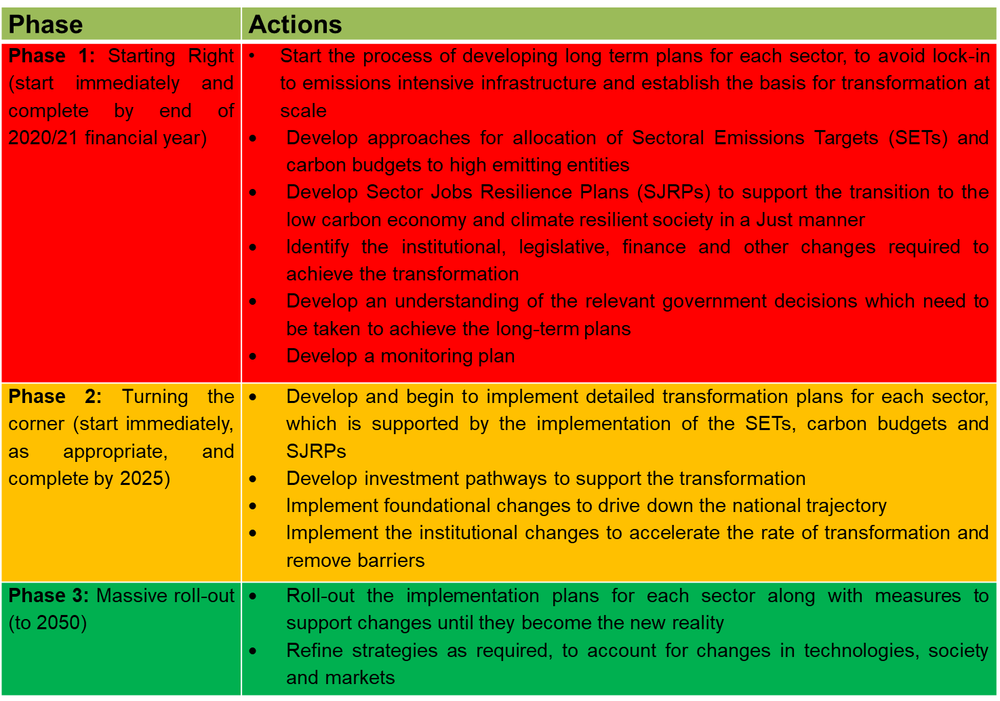 Phase
Actions
Phase 1: Starting Right
(start immediately and
complete by end of
2020/21 financial year)
• Start the process of developing long term plans for each sector, to avoid lock-in
to emissions intensive infrastructure and establish the basis for transformation at
scale
• Develop approaches for allocation of Sectoral Emissions Targets (SETs) and
carbon budgets to high emitting entities
• Develop Sector Jobs Resilience Plans (SJRPs) to support the transition to the
low carbon economy and climate resilient society in a Just manner
• Identify the institutional, legislative, finance and other changes required to
achieve the transformation
• Develop an understanding of the relevant government decisions which need to
be taken to achieve the long-term plans
• Develop a monitoring plan
Phase 2: Turning the
corner (start immediately,
as appropriate, and
complete by 2025)
• Develop and begin to implement detailed transformation plans for each sector,
which is supported by the implementation of the SETs, carbon budgets and
SJRPs
• Develop investment pathways to support the transformation
• Implement foundational changes to drive down the national trajectory
• Implement the institutional changes to accelerate the rate of transformation and
remove barriers
Phase 3: Massive roll-out
(to 2050)
• Roll-out the implementation plans for each sector along with measures to
support changes until they become the new reality
• Refine strategies as required, to account for changes in technologies, society
and markets